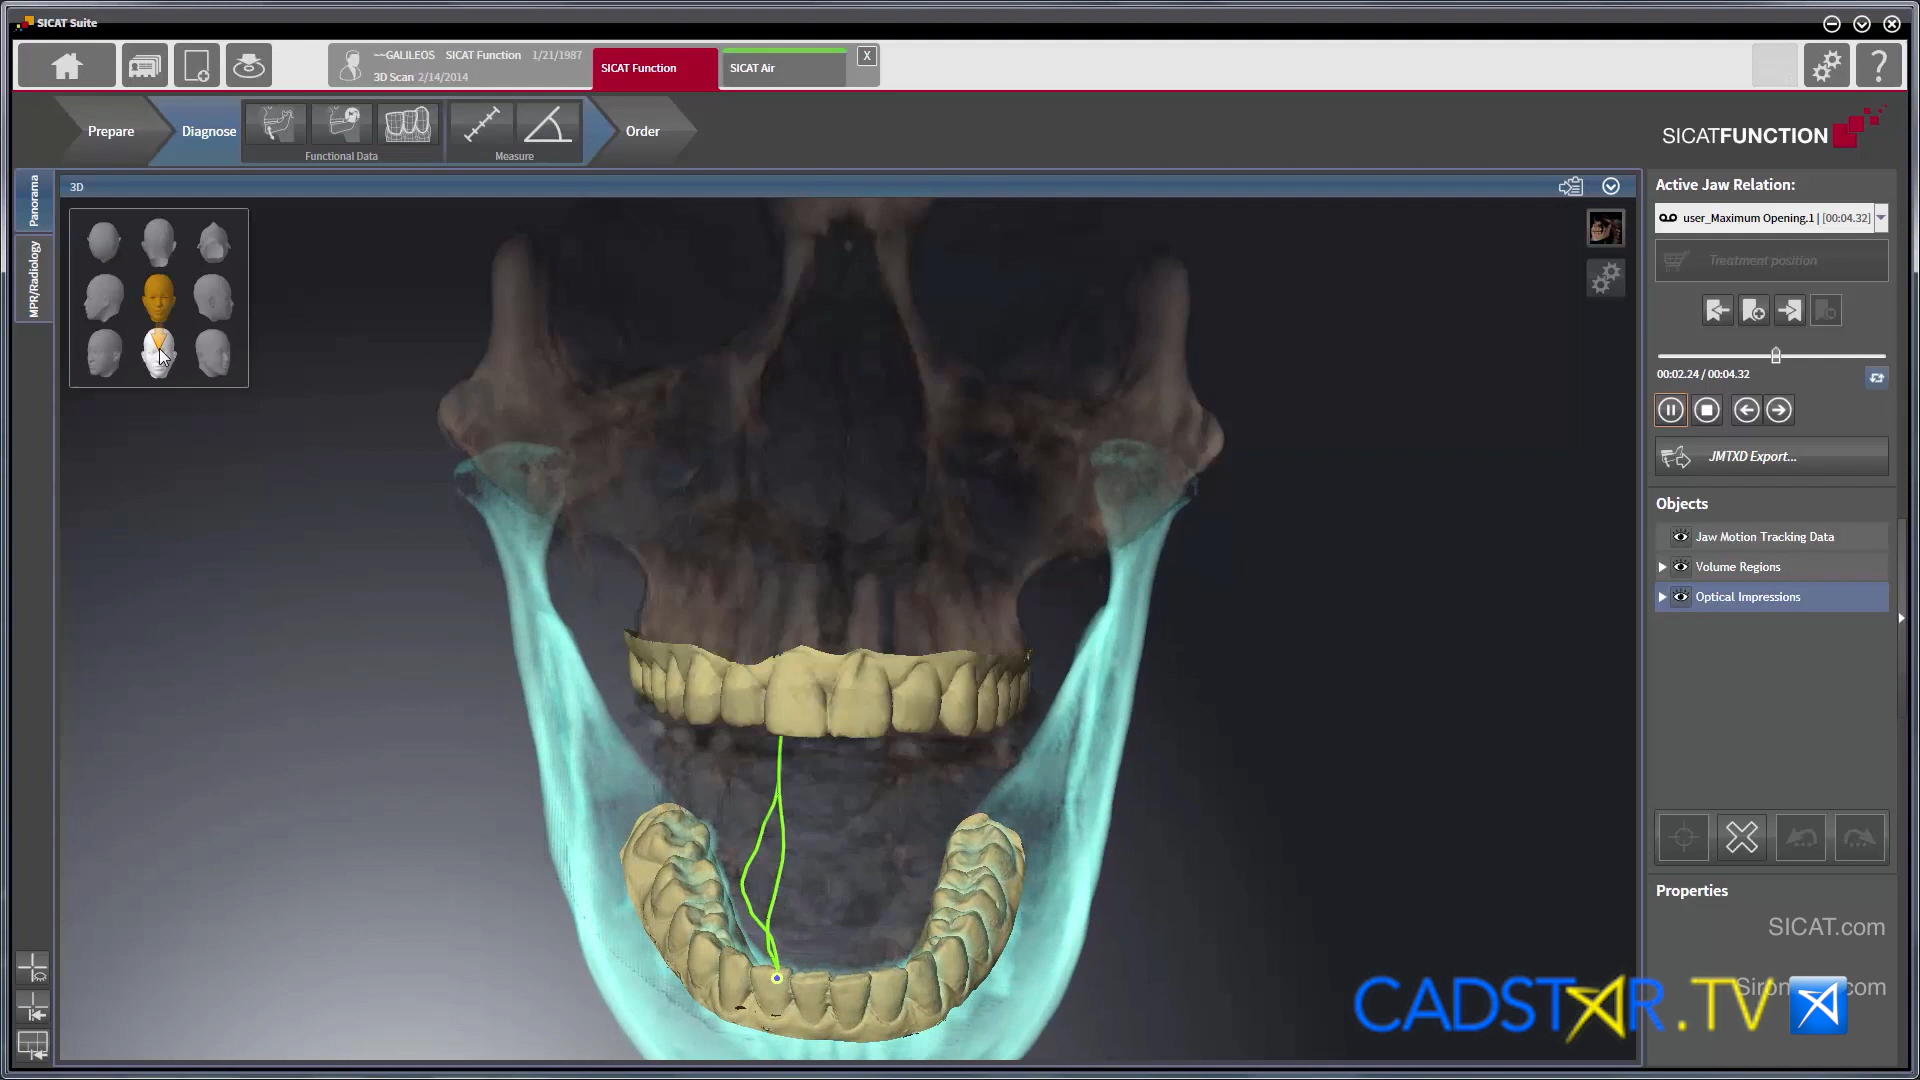 SICAT Suite
~~GALILEOS SICAT Function 1/21/1987
3D Scan 2/14/2014
SICAT Function
SICAT Air
X
Prepare
Diagnose
Functional Data
Measure
Order
SICATFUNCTION
Panorama
MPR/Radiology
3D
Active Jaw Relation:
user_Maximum Opening.1 | [00:04.32]
Treatment position
00:02.24 / 00:04.32
JMTXD Export...
Objects
Jaw Motion Tracking Data
Volume Regions
Optical Impressions
Properties
SICAT.com
CADSTAR.TV